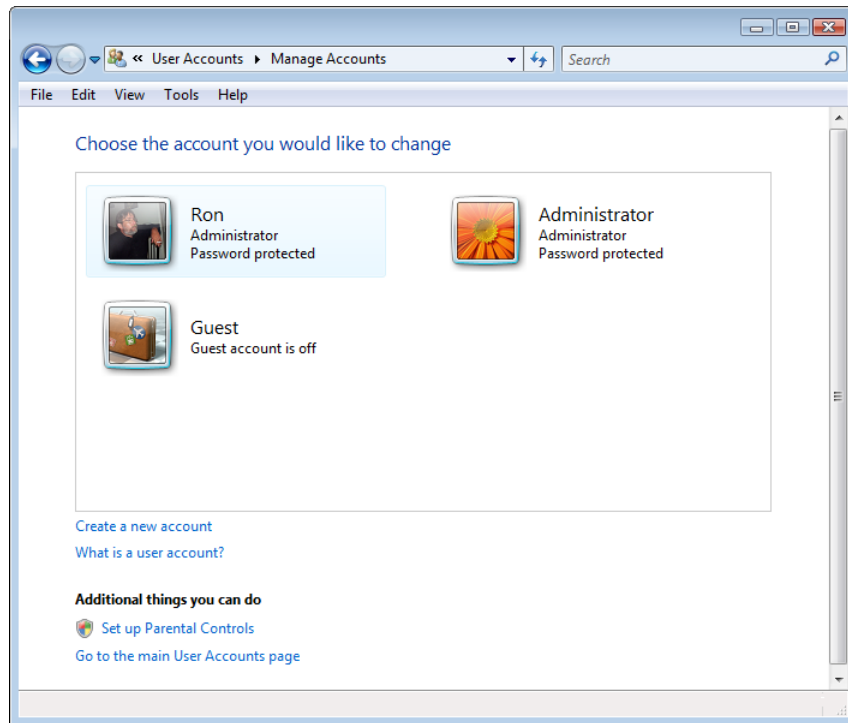 « User Accounts ▸ Manage Accounts
Search
File Edit View Tools Help
Choose the account you would like to change
Ron
Administrator
Password protected
Administrator
Administrator
Password protected
Guest
Guest account is off
Create a new account
What is a user account?
Additional things you can do
Set up Parental Controls
Go to the main User Accounts page